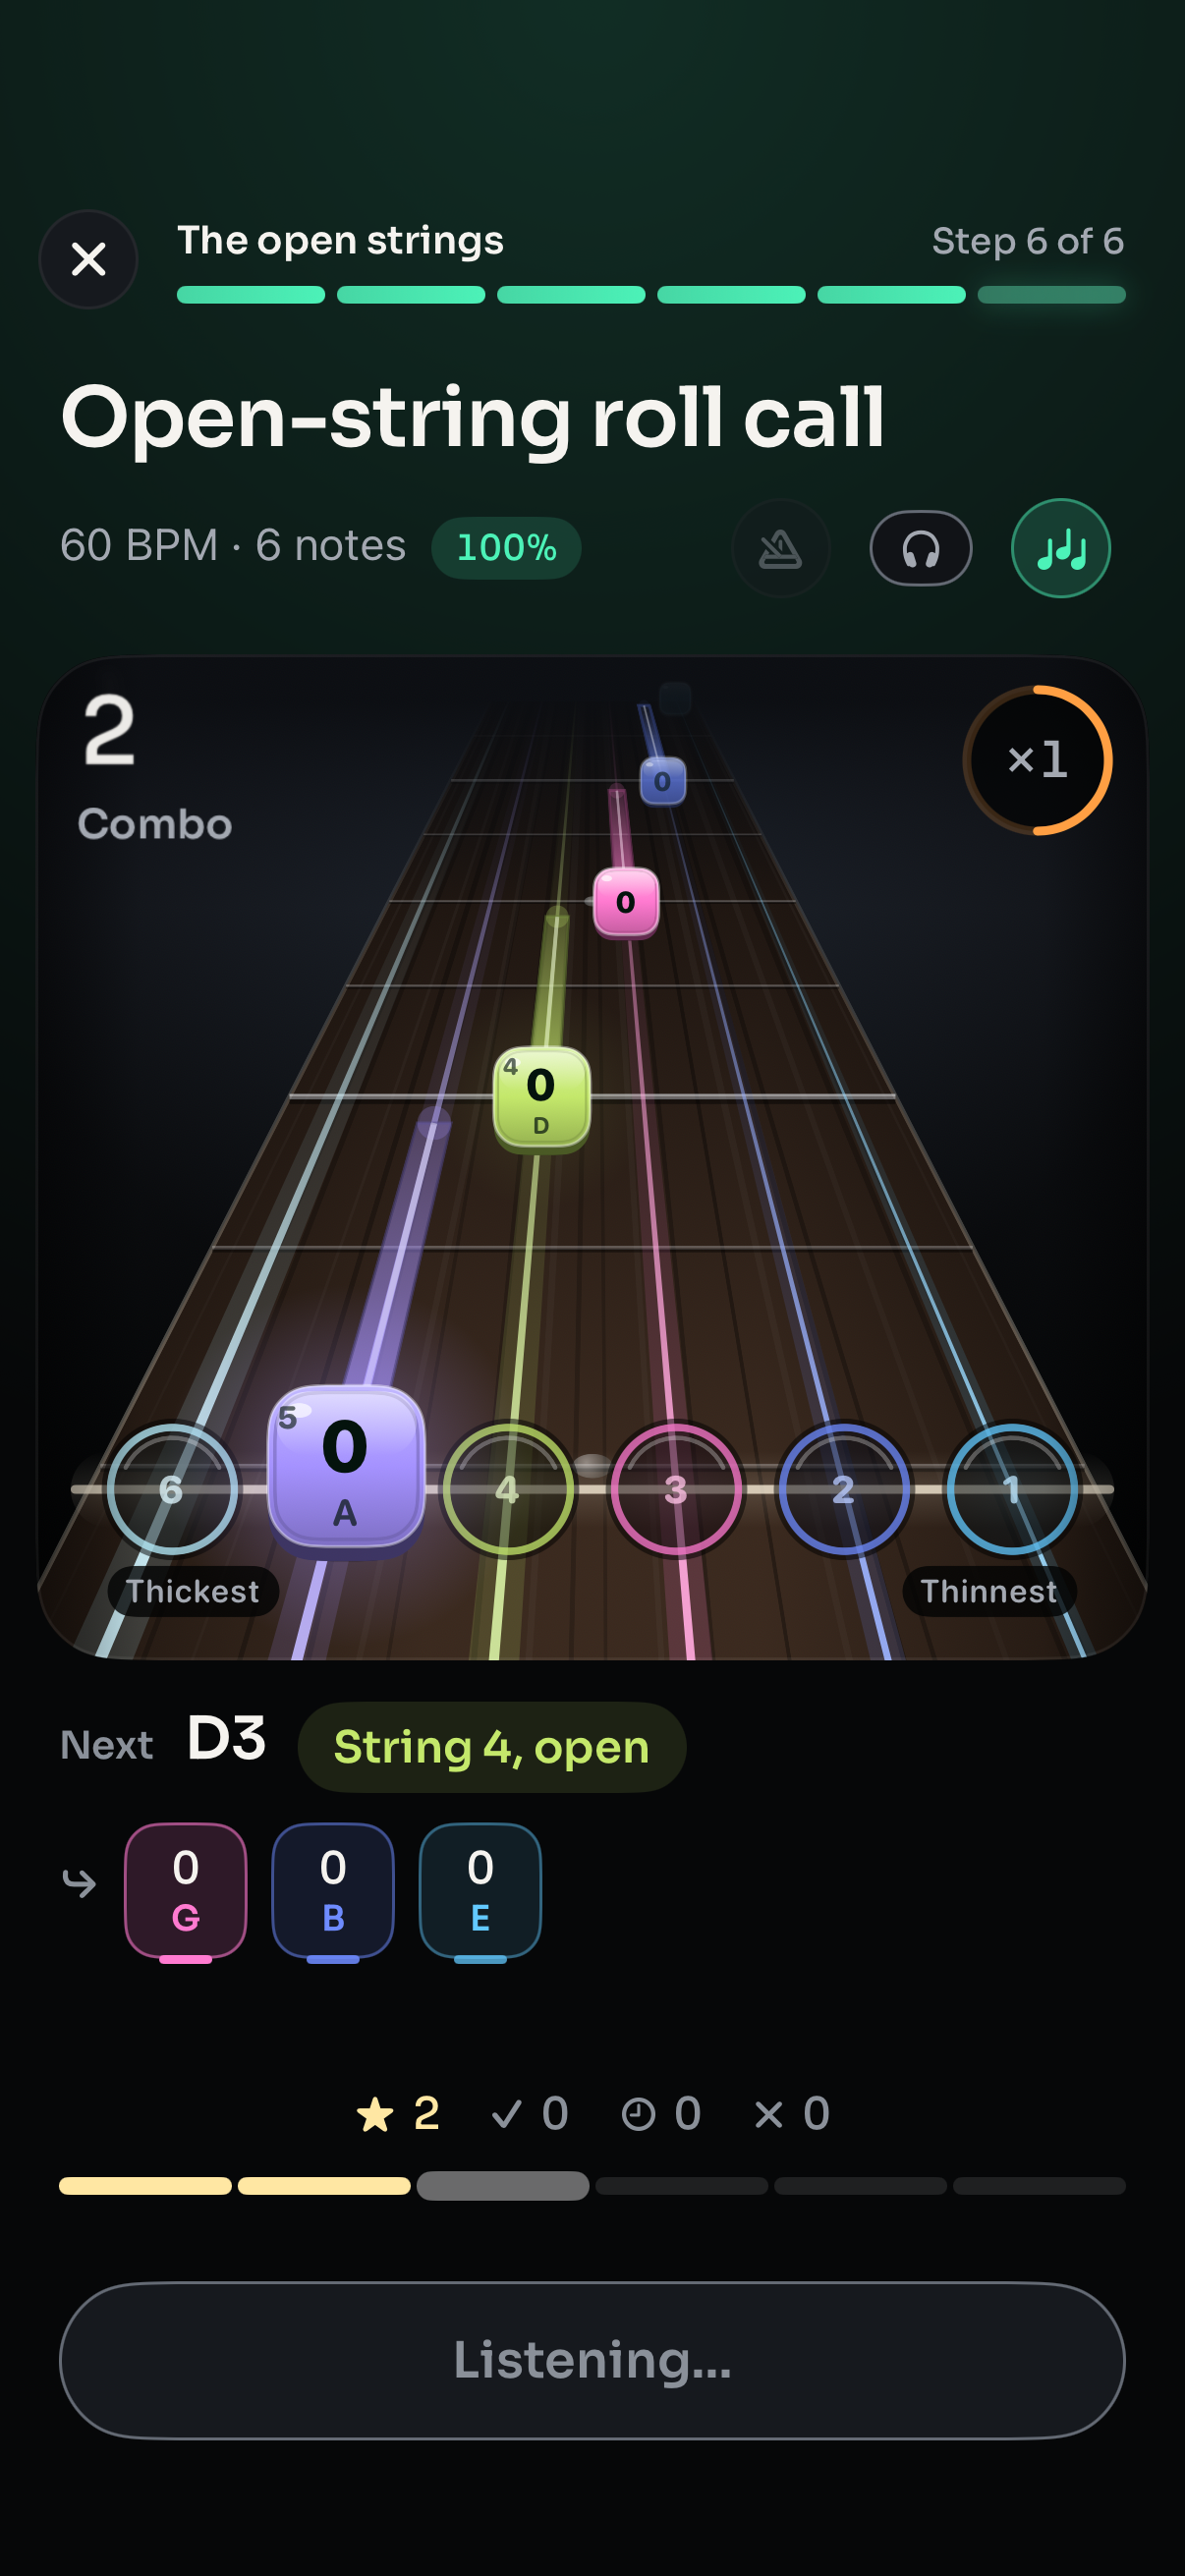 The open strings
Step 6 of 6
Open-string roll call
60 BPM · 6 notes 100%
2
Combo
×1
0
0
4
0
D
5
0
A
6 4 3 2 1
Thickest
Thinnest
Next D3 String 4, open
0 0 0
G B E
2 0 0 0
Listening...